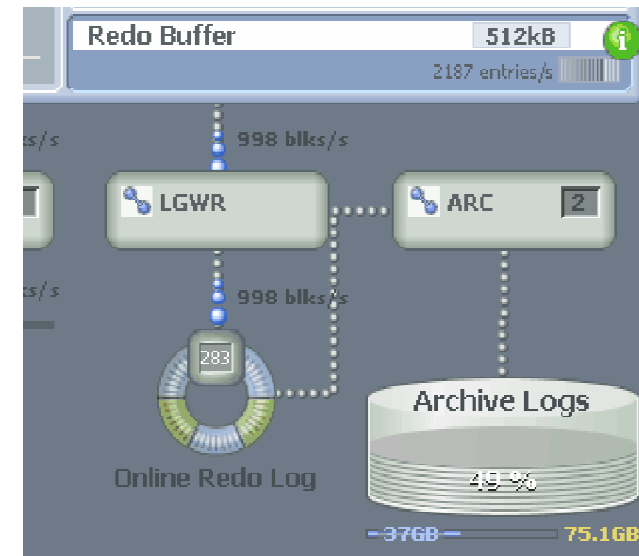 Redo Buffer 512kB
2187 entries/s
998 blks/s
LGWR
ARC 2
998 blks/s
283
Archive Logs
Online Redo Log
49 %
37GB 75.1GB